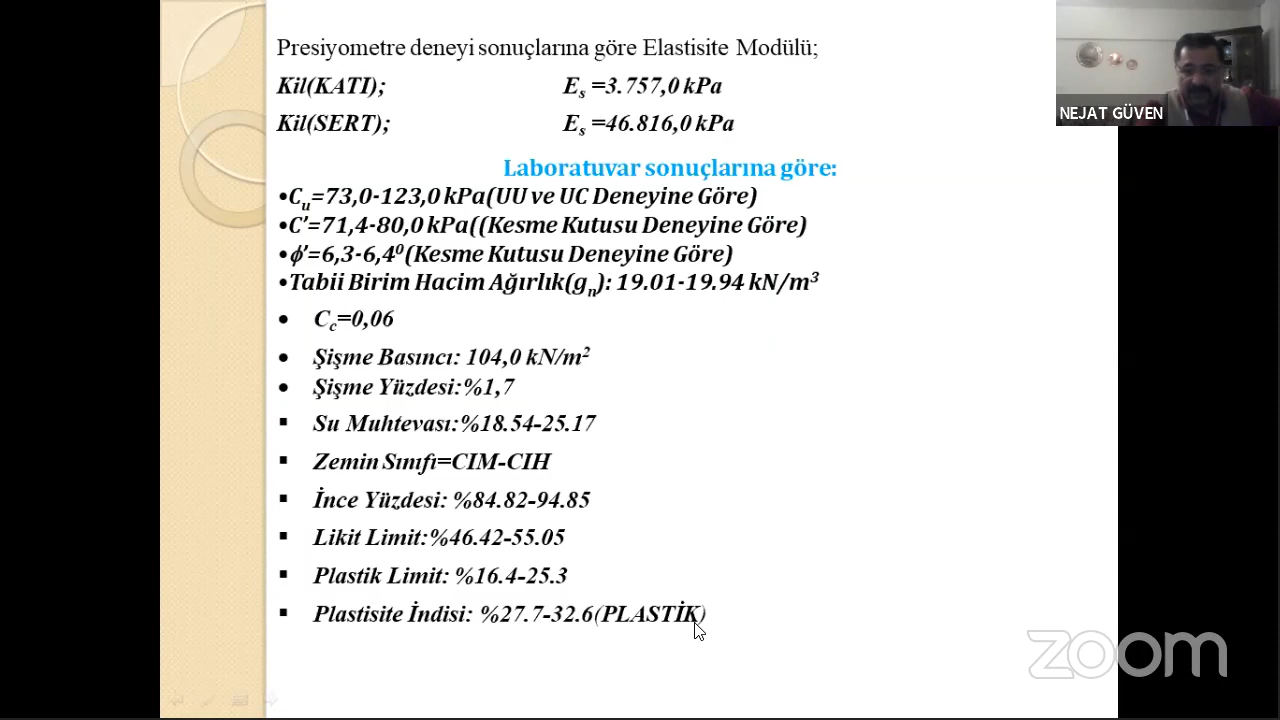 Presiyometre deneyi sonuçlarına göre Elastisite Modülü;
Kil(KATI); Es =3.757,0 kPa
Kil(SERT); Es =46.816,0 kPa
Laboratuvar sonuçlarına göre:
•Cu=73,0-123,0 kPa(UU ve UC Deneyine Göre)
•C’=71,4-80,0 kPa((Kesme Kutusu Deneyine Göre)
•ϕ’=6,3-6,4⁰(Kesme Kutusu Deneyine Göre)
•Tabii Birim Hacim Ağırlık(gn): 19.01-19.94 kN/m³
• Cc=0,06
• Şişme Basıncı: 104,0 kN/m²
• Şişme Yüzdesi:%1,7
▪ Su Muhtevası:%18.54-25.17
▪ Zemin Sınıfı=CIM-CIH
▪ İnce Yüzdesi: %84.82-94.85
▪ Likit Limit:%46.42-55.05
▪ Plastik Limit: %16.4-25.3
▪ Plastisite İndisi: %27.7-32.6(PLASTİK)
NEJAT GÜVEN
zoom